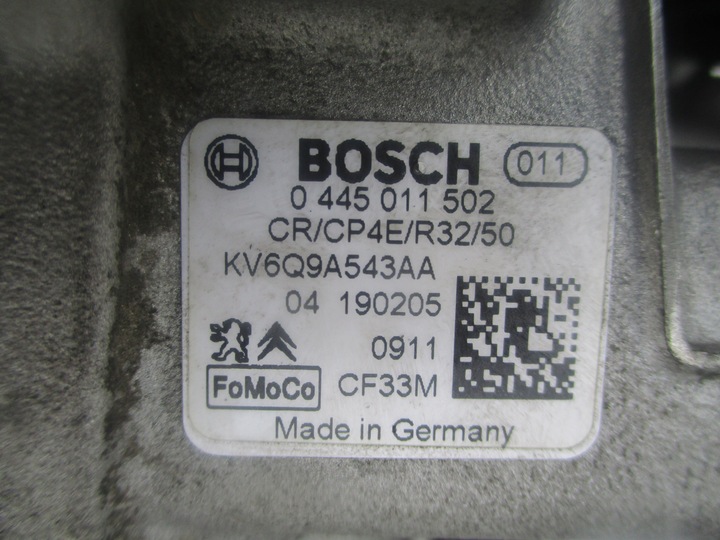 BOSCH 011
0 445 011 502
CR/CP4E/R32/50
KV6Q9A543AA
04 190205
0911
FoMoCo CF33M
Made in Germany